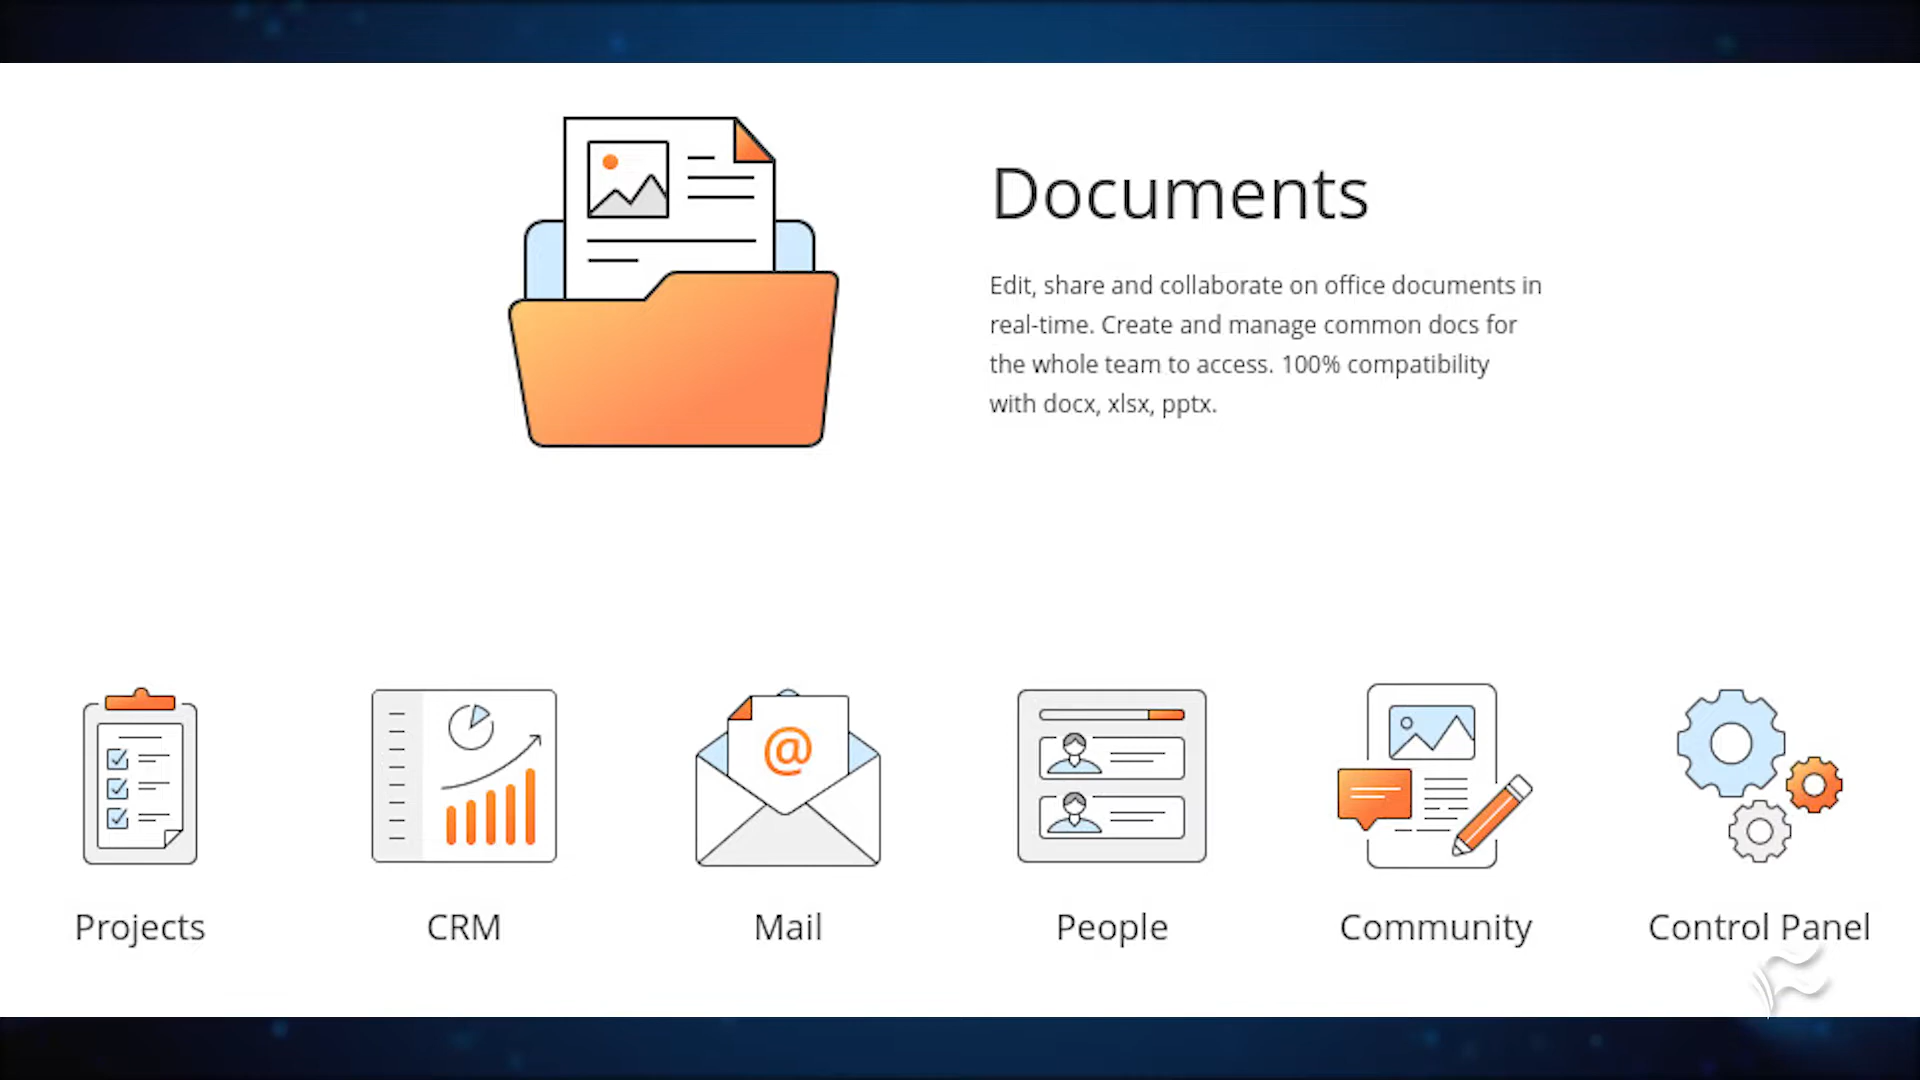 Documents
Edit, share and collaborate on office documents in
real-time. Create and manage common docs for
the whole team to access. 100% compatibility
with docx, xlsx, pptx.
@
Projects
CRM
Mail
People
Community
Control Panel